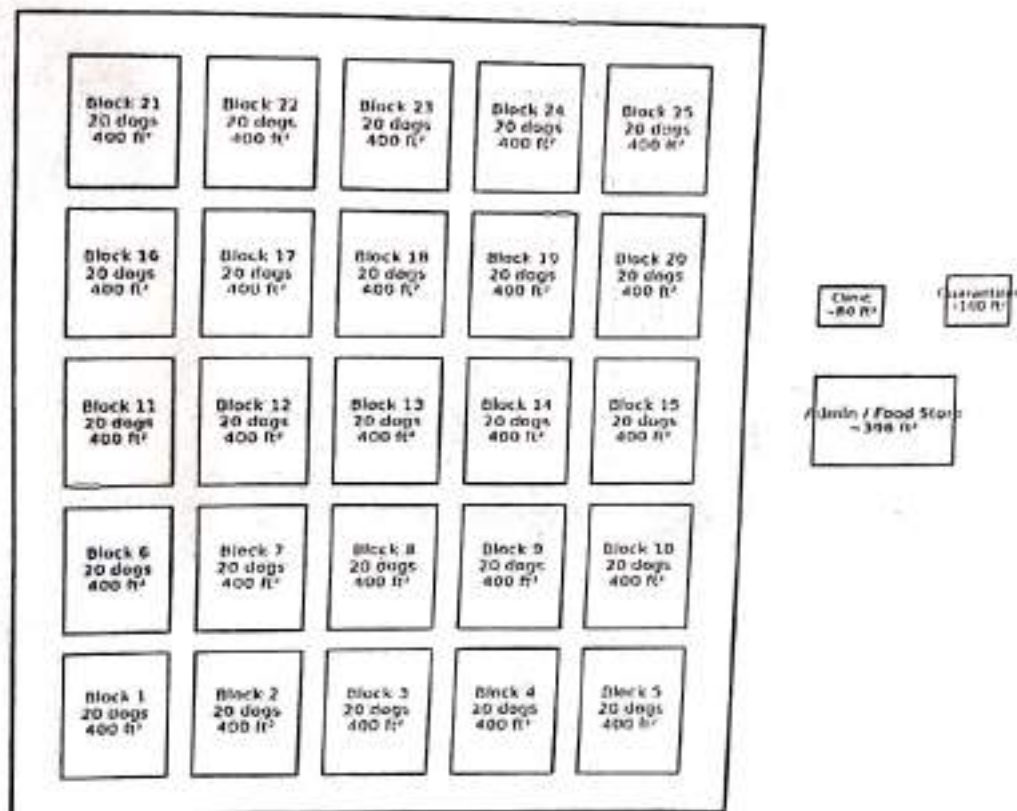 Block 21
20 dogs
400 ft²
Block 22
20 dogs
400 ft²
Block 23
20 dogs
400 ft²
Block 24
20 dogs
400 ft²
Block 25
20 dogs
400 ft²
Block 16
20 dogs
400 ft²
Block 17
20 dogs
400 ft²
Block 18
20 dogs
400 ft²
Block 19
20 dogs
400 ft²
Block 20
20 dogs
400 ft²
Clinic
~80 ft²
Quarantine
~100 ft²
Block 11
20 dogs
400 ft²
Block 12
20 dogs
400 ft²
Block 13
20 dogs
400 ft²
Block 14
20 dogs
400 ft²
Block 15
20 dogs
400 ft²
Admin / Food Store
ft²
Block 6
20 dogs
400 ft²
Block 7
20 dogs
400 ft²
Block 8
20 dogs
400 ft²
Block 9
20 dogs
400 ft²
Block 10
20 dogs
400 ft²
Block 1
20 dogs
400 ft²
Block 2
20 dogs
400 ft²
Block 3
20 dogs
400 ft²
Block 4
20 dogs
400 ft²
Block 5
20 dogs
400 ft²